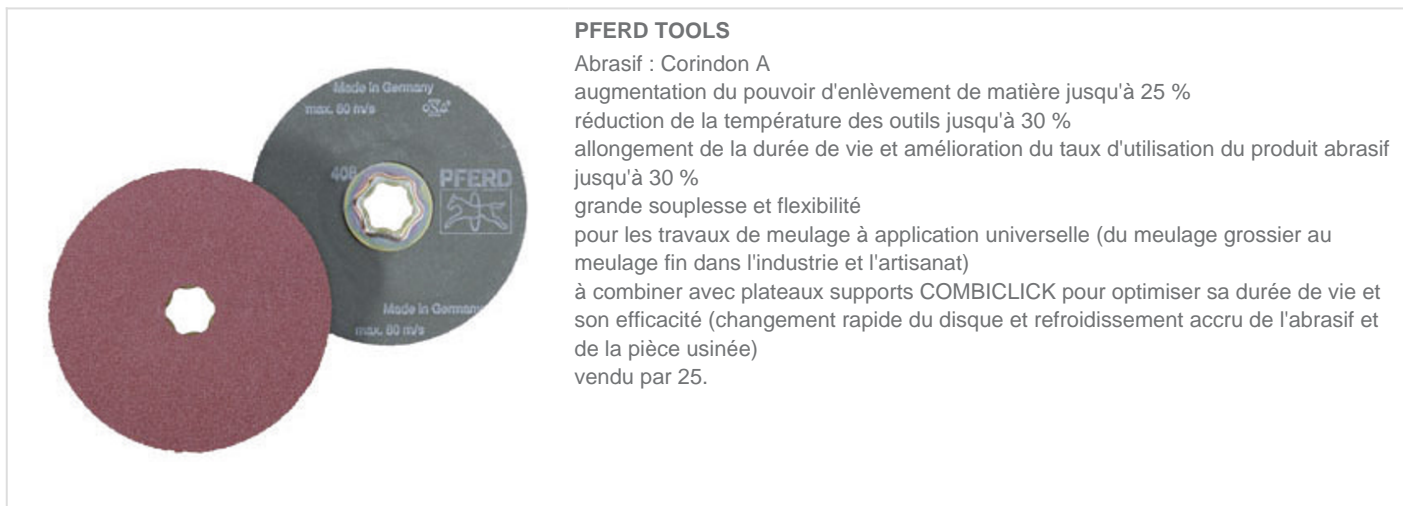 PFERD TOOLS
Abrasif : Corindon A
augmentation du pouvoir d'enlèvement de matière jusqu'à 25 %
réduction de la température des outils jusqu'à 30 %
allongement de la durée de vie et amélioration du taux d'utilisation du produit abrasif
jusqu'à 30 %
grande souplesse et flexibilité
pour les travaux de meulage à application universelle (du meulage grossier au
meulage fin dans l'industrie et l'artisanat)
à combiner avec plateaux supports COMBICLICK pour optimiser sa durée de vie et
son efficacité (changement rapide du disque et refroidissement accru de l'abrasif et
de la pièce usinée)
vendu par 25.
Made in Germany
max. 80 m/s
PFERD
Made in Germany
max. 80 m/s